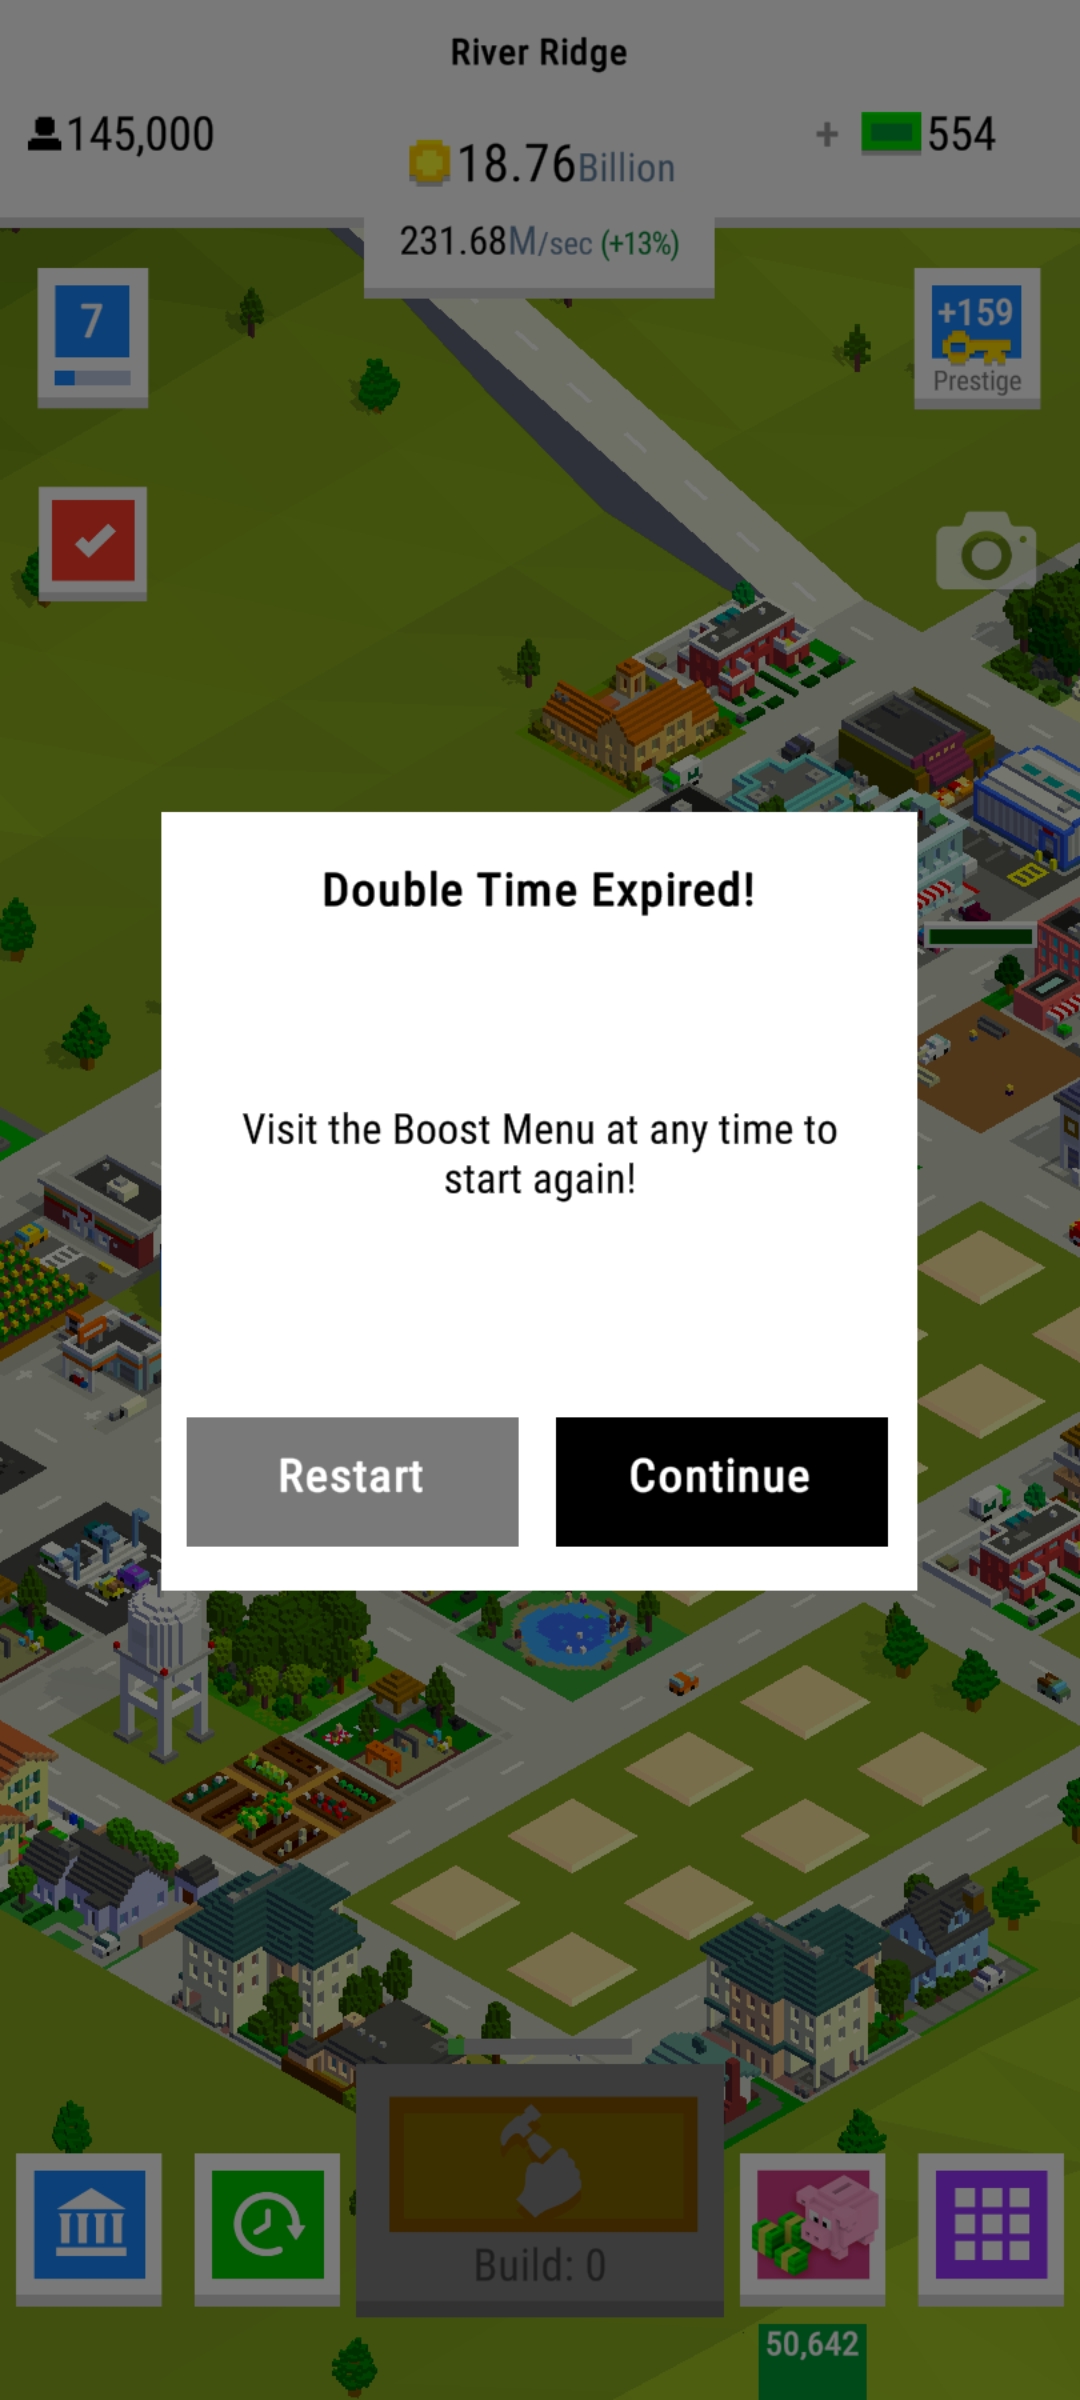 River Ridge
145,000
18.76Billion
+ 554
231.68M/sec (+13%)
7
+159
Prestige
Double Time Expired!
Visit the Boost Menu at any time to
start again!
Restart
Continue
Build: 0
50,642